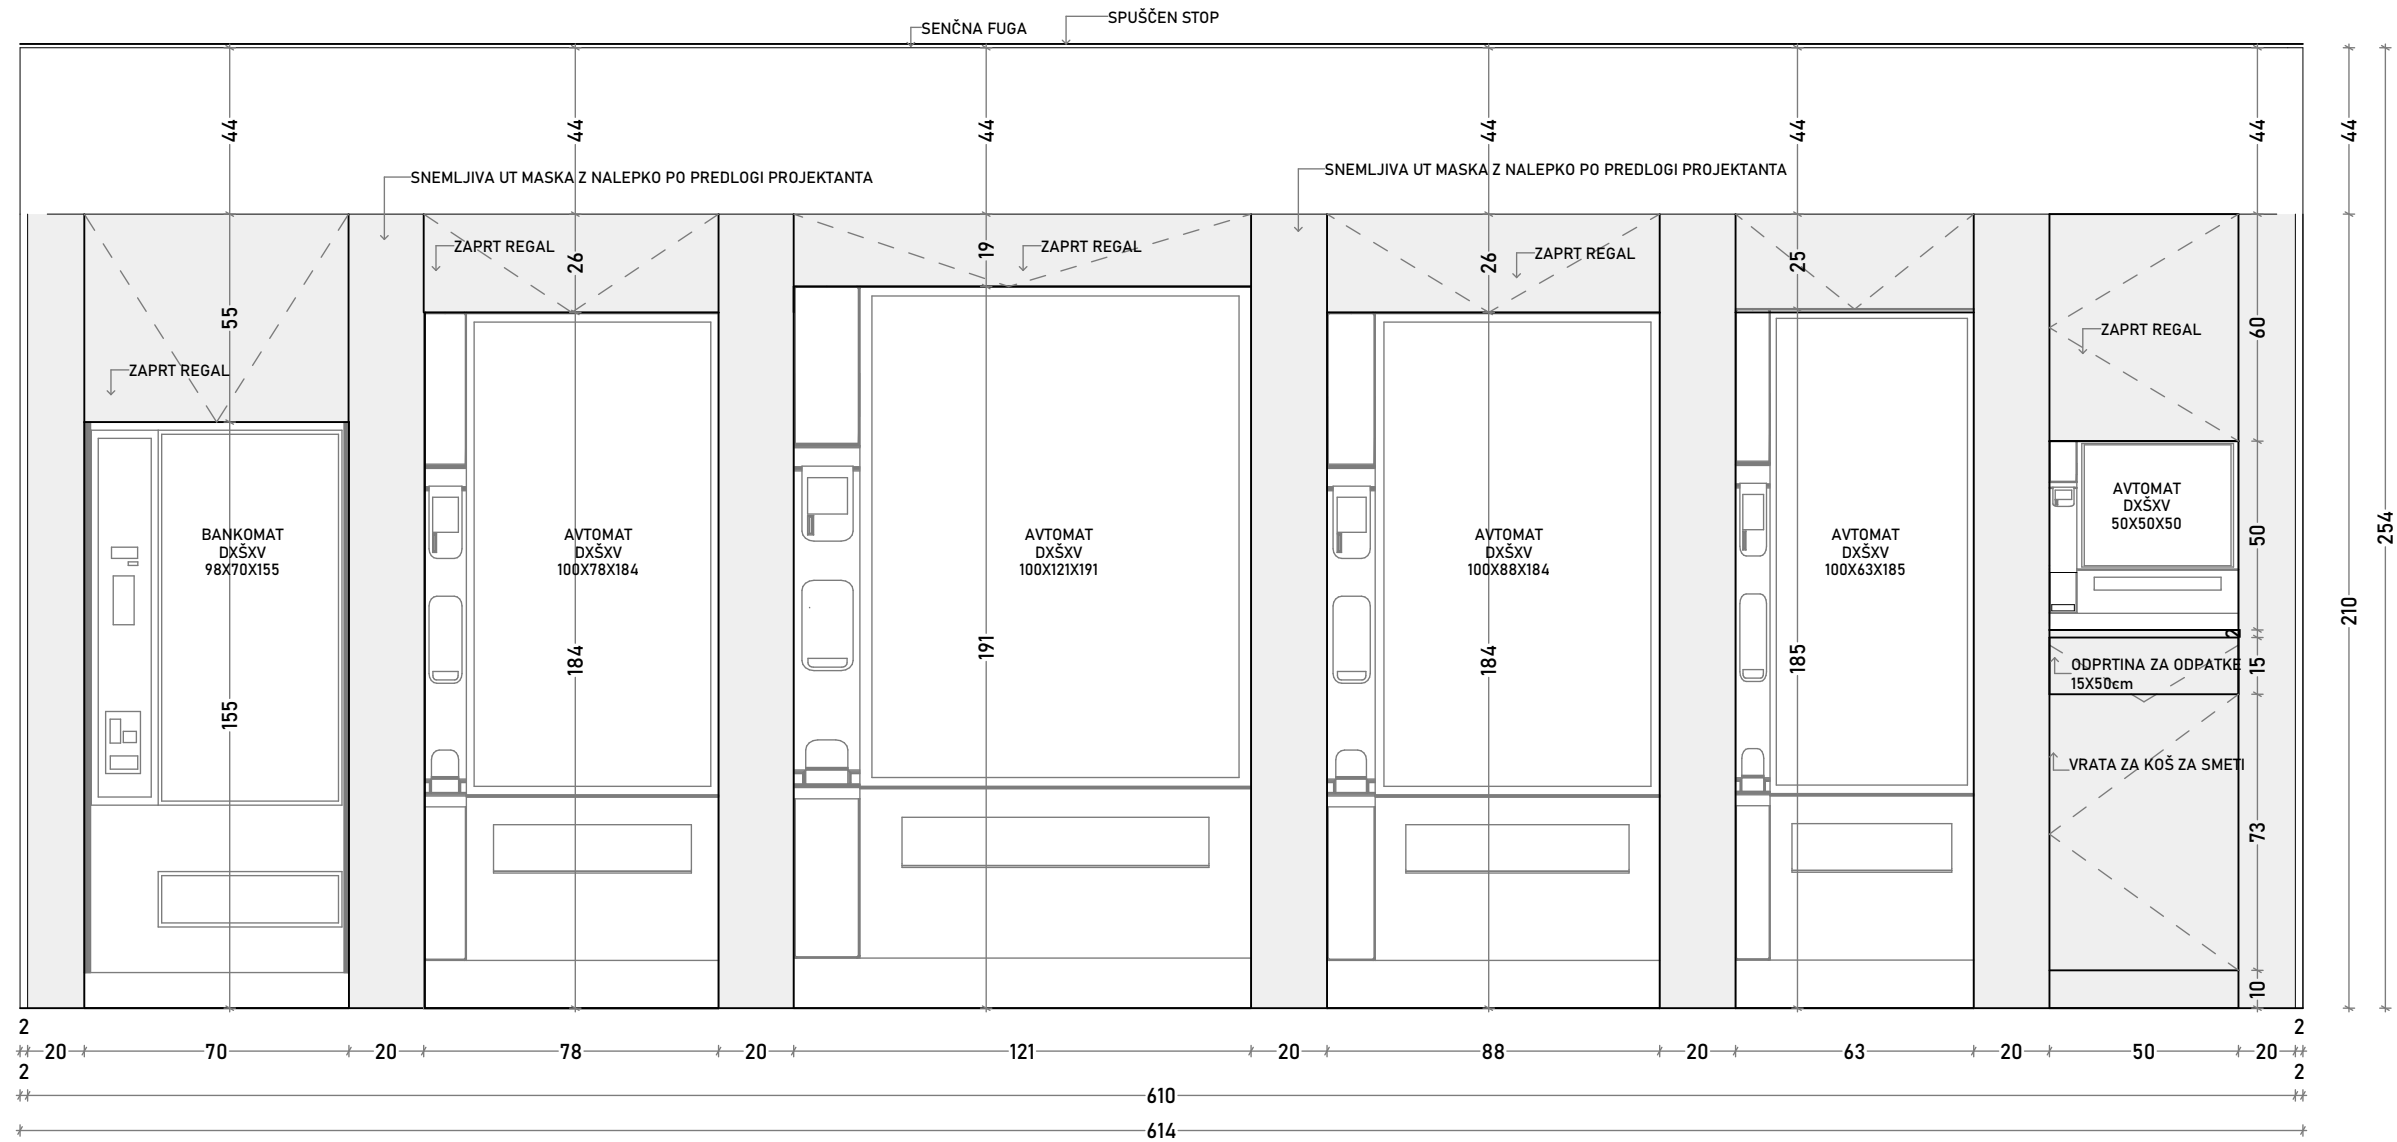 SPUŠČEN STOP
SENČNA FUGA
44
44
44
44
44
44
44
SNEMLJIVA UT MASKA Z NALEPKO PO PREDLOGI PROJEKTANTA
SNEMLJIVA UT MASKA Z NALEPKO PO PREDLOGI PROJEKTANTA
55
ZAPRT REGAL
26
ZAPRT REGAL
19
ZAPRT REGAL
26
ZAPRT REGAL
25
60
ZAPRT REGAL
BANKOMAT
DXŠXV
98X70X155
155
AVTOMAT
DXŠXV
100X78X184
184
AVTOMAT
DXŠXV
100X121X191
191
AVTOMAT
DXŠXV
100X88X184
184
AVTOMAT
DXŠXV
100X63X185
185
AVTOMAT
DXŠXV
50X50X50
50
2
ODPRTINA ZA ODPATKE
15X50cm
15
VRATA ZA KOŠ ZA SMETI
73
10
210
254
2
2
20
70
20
78
20
121
20
88
20
63
20
50
20
2
2
610
614